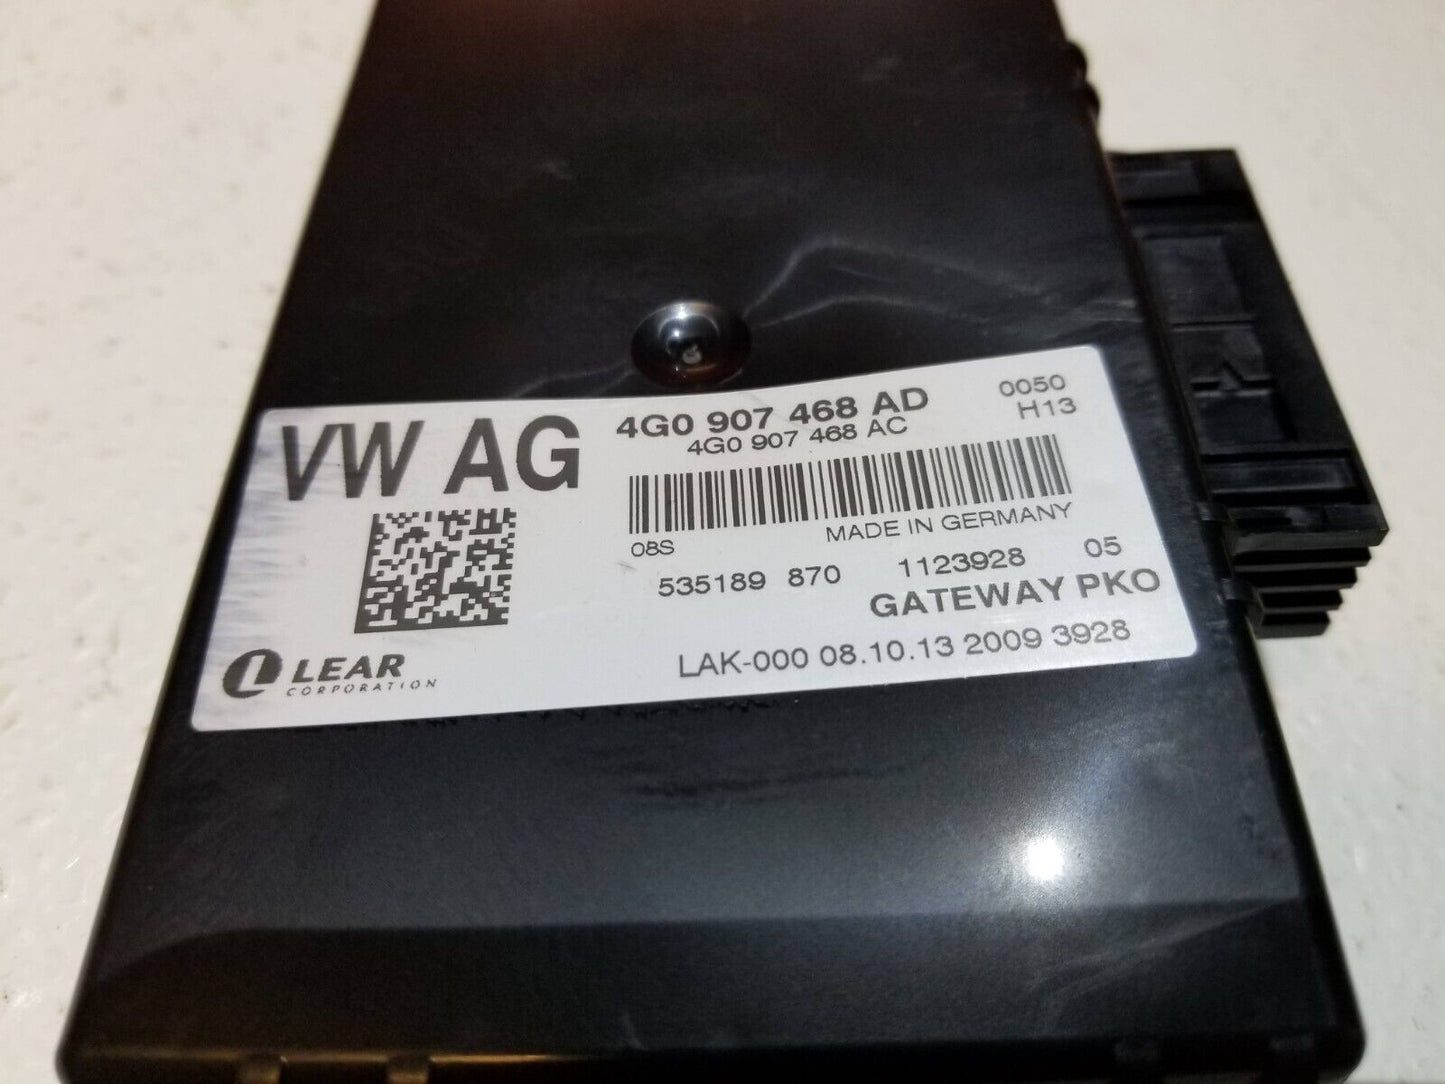 VW AG
4G0 907 468 AD
4G0 907 468 AC
0050
H13
MADE IN GERMANY
08S
535189 870 1123928 05
GATEWAY PKO
LEAR
CORPORATION
LAK-000 08.10.13 2009 3928